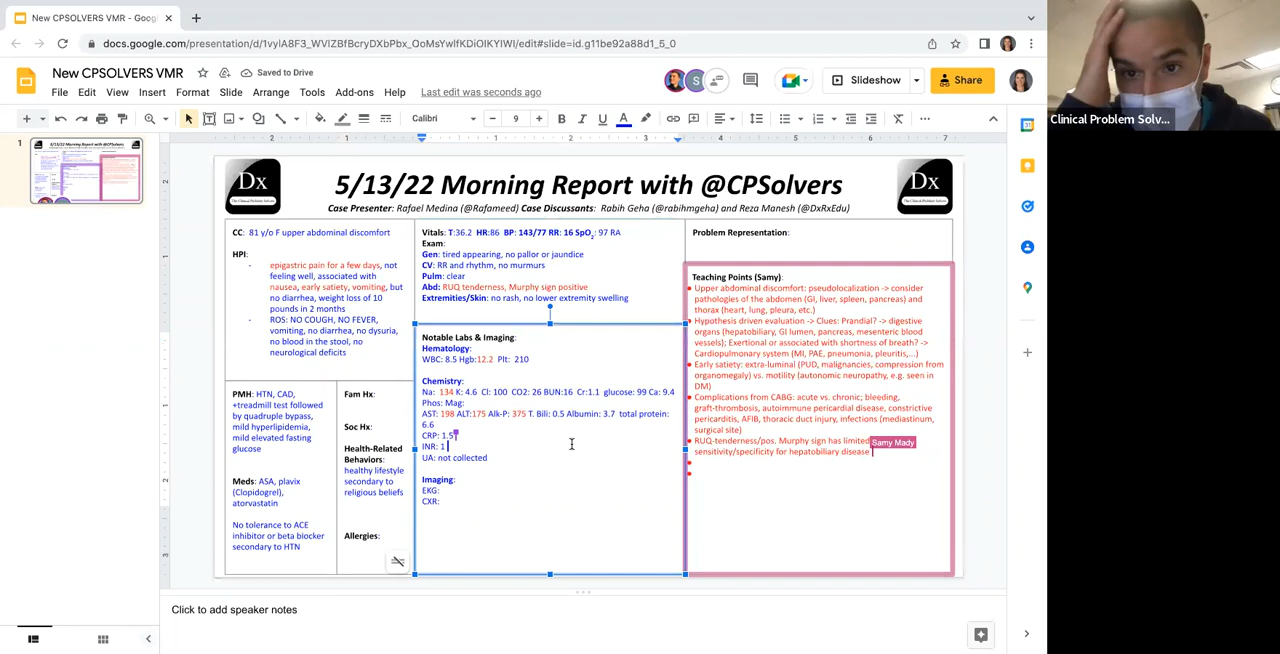 New CPSOLVERS VMR - Goog
docs.google.com/presentation/d/1vylA8F3_WVIZBfBcryDXbPbx_OoMsYwlfKDiOIKYIWI/edit#slide=id.g11be92a88d1_5_0
New CPSOLVERS VMR
Saved to Drive
File Edit View Insert Format Slide Arrange Tools Add-ons Help Last edit was seconds ago
S
Slideshow
Share
Calibri
9
1
5/13/22 Morning Report with @CPSolvers
Case Presenter: Rafael Medina (@Rafameed) Case Discussants: Rabih Geha (@rabihmgeha) and Reza Manesh (@DxRxEdu)
Dx
The Clinical Problem Solvers
Dx
The Clinical Problem Solvers
CC: 81 y/o F upper abdominal discomfort
HPI:
- epigastric pain for a few days, not
feeling well, associated with
nausea, early satiety, vomiting, but
no diarrhea, weight loss of 10
pounds in 2 months
- ROS: NO COUGH, NO FEVER,
vomiting, no diarrhea, no dysuria,
no blood in the stool, no
neurological deficits
PMH: HTN, CAD,
+treadmill test followed
by quadruple bypass,
mild hyperlipidemia,
mild elevated fasting
glucose
Meds: ASA, plavix
(Clopidogrel),
atorvastatin
No tolerance to ACE
inhibitor or beta blocker
secondary to HTN
Fam Hx:
Soc Hx:
Health-Related
Behaviors:
healthy lifestyle
secondary to
religious beliefs
Allergies:
Vitals: T:36.2 HR:86 BP: 143/77 RR: 16 SpO2: 97 RA
Exam:
Gen: tired appearing, no pallor or jaundice
CV: RR and rhythm, no murmurs
Pulm: clear
Abd: RUQ tenderness, Murphy sign positive
Extremities/Skin: no rash, no lower extremity swelling
Notable Labs & Imaging:
Hematology:
WBC: 8.5 Hgb:12.2 Plt: 210
Chemistry:
Na: 134 K: 4.6 Cl: 100 CO2: 26 BUN:16 Cr:1.1 glucose: 99 Ca: 9.4
Phos: Mag:
AST: 198 ALT:175 Alk-P: 375 T. Bili: 0.5 Albumin: 3.7 total protein:
6.6
CRP: 1.5
INR: 1
UA: not collected
Imaging:
EKG:
CXR:
Problem Representation:
Teaching Points (Samy):
Upper abdominal discomfort: pseudolocalization -> consider
pathologies of the abdomen (GI, liver, spleen, pancreas) and
thorax (heart, lung, pleura, etc.)
Hypothesis driven evaluation -> Clues: Prandial? -> digestive
organs (hepatobiliary, GI lumen, pancreas, mesenteric blood
vessels); Exertional or associated with shortness of breath? ->
Cardiopulmonary system (MI, PAE, pneumonia, pleuritis,...)
Early satiety: extra-luminal (PUD, malignancies, compression from
organomegaly) vs. motility (autonomic neuropathy, e.g. seen in
DM)
Complications from CABG: acute vs. chronic; bleeding,
graft-thrombosis, autoimmune pericardial disease, constrictive
pericarditis, AFIB, thoracic duct injury, infections (mediastinum,
surgical site)
RUQ-tenderness/pos. Murphy sign has limited
Samy Mady
sensitivity/specificity for hepatobiliary disease
Click to add speaker notes
Clinical Problem Solv...